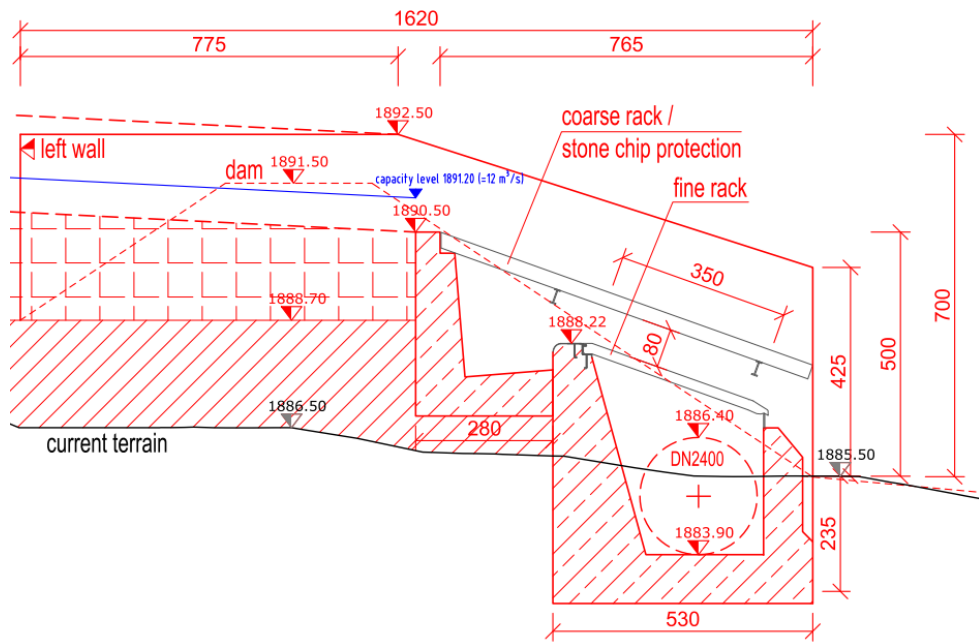 1620
775
765
1892.50
coarse rack /
stone chip protection
left wall
1891.50
dam
capacity level 1891.20 (=12 m³/s)
fine rack
1890.50
350
1888.70
1888.22
80
700
500
425
1886.50
current terrain
280
1886.40
DN2400
1885.50
1883.90
235
530